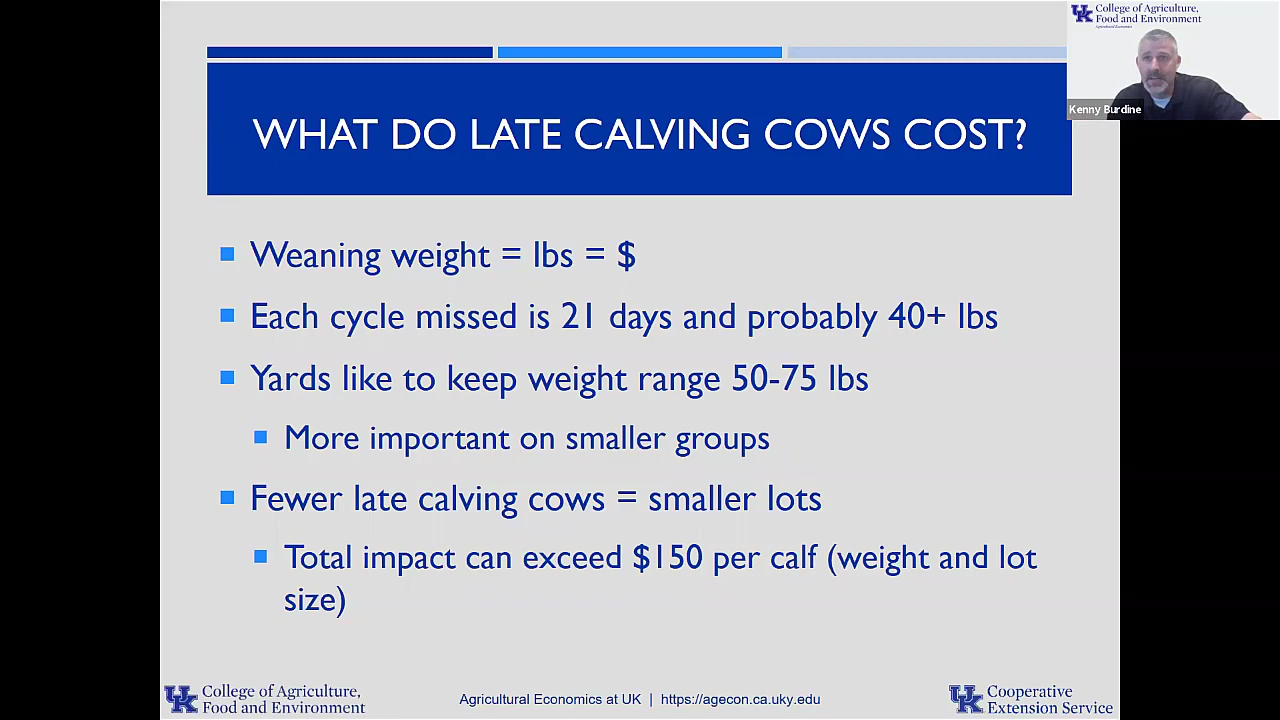 College of Agriculture,
Food and Environment
Agricultural Economics
Kenny Burdine
WHAT DO LATE CALVING COWS COST?
Weaning weight = lbs = $
Each cycle missed is 21 days and probably 40+ lbs
Yards like to keep weight range 50-75 lbs
More important on smaller groups
Fewer late calving cows = smaller lots
Total impact can exceed $150 per calf (weight and lot
size)
College of Agriculture,
Food and Environment
Agricultural Economics at UK | https://agecon.ca.uky.edu
Cooperative
Extension Service